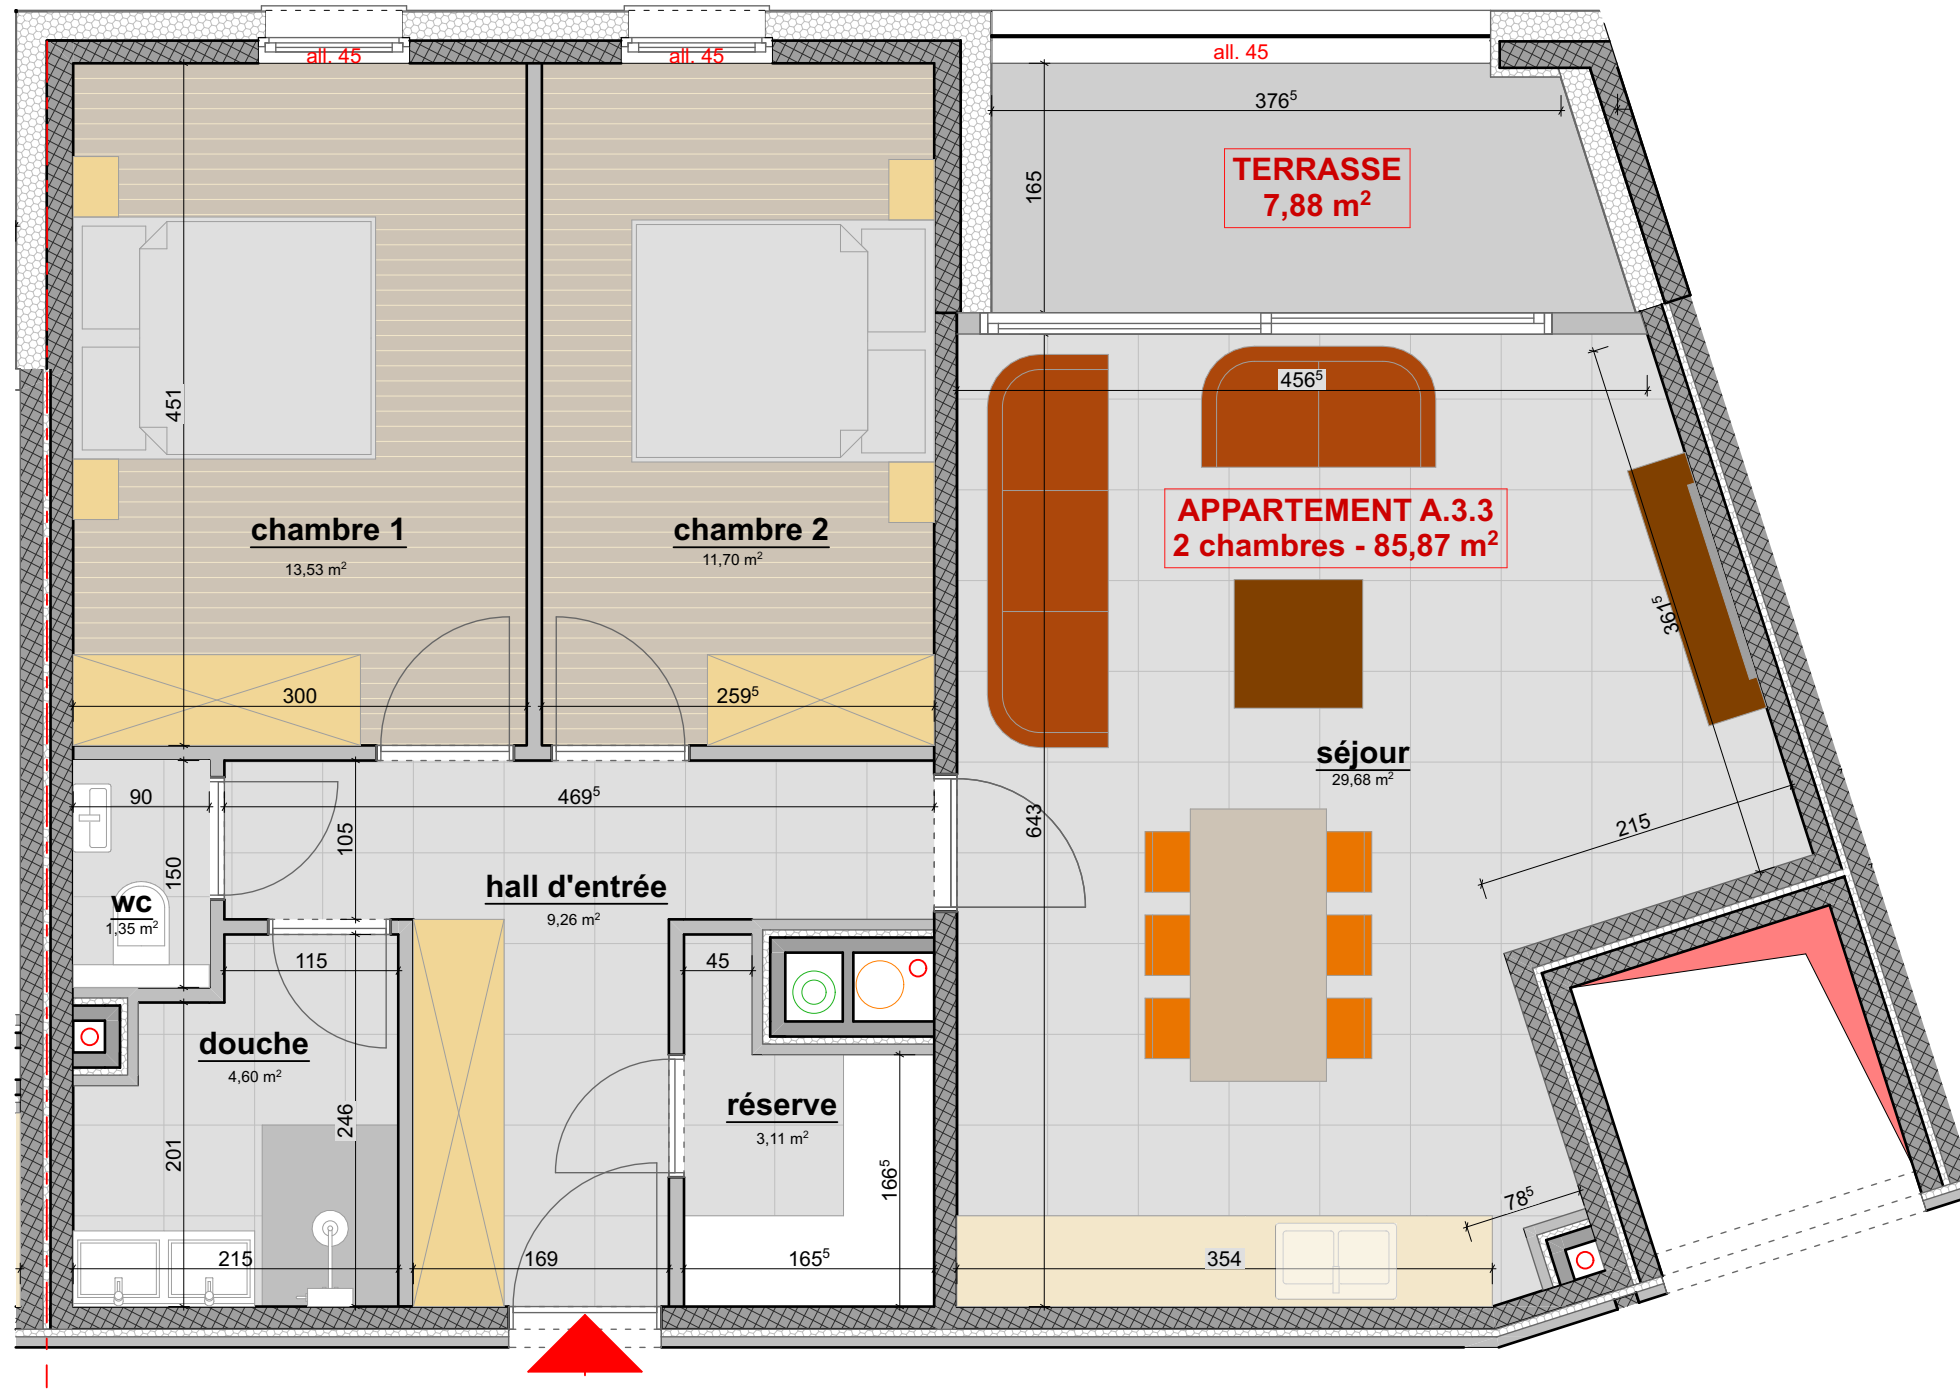 all. 45
all. 45
all. 45
376⁵
165
TERRASSE
7,88 m²
456⁵
451
APPARTEMENT A.3.3
2 chambres - 85,87 m²
chambre 1
13,53 m²
chambre 2
11,70 m²
361⁵
300
259⁵
séjour
29,68 m²
90
469⁵
105
643
215
150
hall d'entrée
9,26 m²
wc
1,35 m²
115
45
douche
4,60 m²
réserve
3,11 m²
246
201
166⁵
78⁵
215
169
165⁵
354